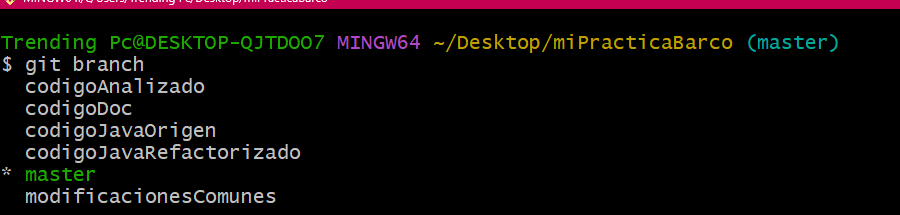 MINGW64:/c/Users/Trending Pc/Desktop/miPracticaBarco
Trending Pc@DESKTOP-QJTDOO7 MINGW64 ~/Desktop/miPracticaBarco (master)
$ git branch
  codigoAnalizado
  codigoDoc
  codigoJavaOrigen
  codigoJavaRefactorizado
* master
  modificacionesComunes